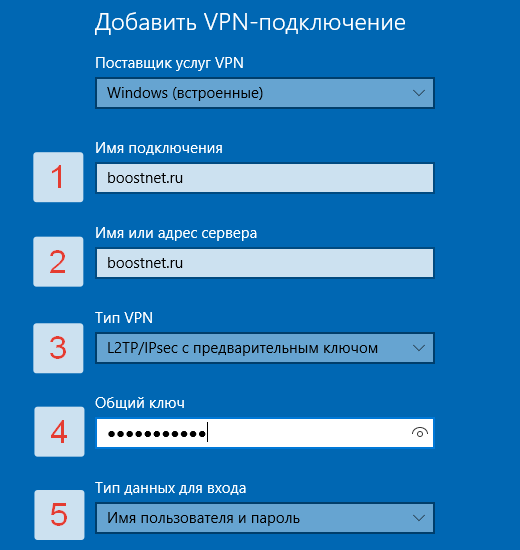 Добавить VPN-подключение
Поставщик услуг VPN
Windows (встроенные)
Имя подключения
1
boostnet.ru
Имя или адрес сервера
2
boostnet.ru
Тип VPN
3
L2TP/IPsec с предварительным ключом
Общий ключ
4
●●●●●●●●●●●
Тип данных для входа
5
Имя пользователя и пароль